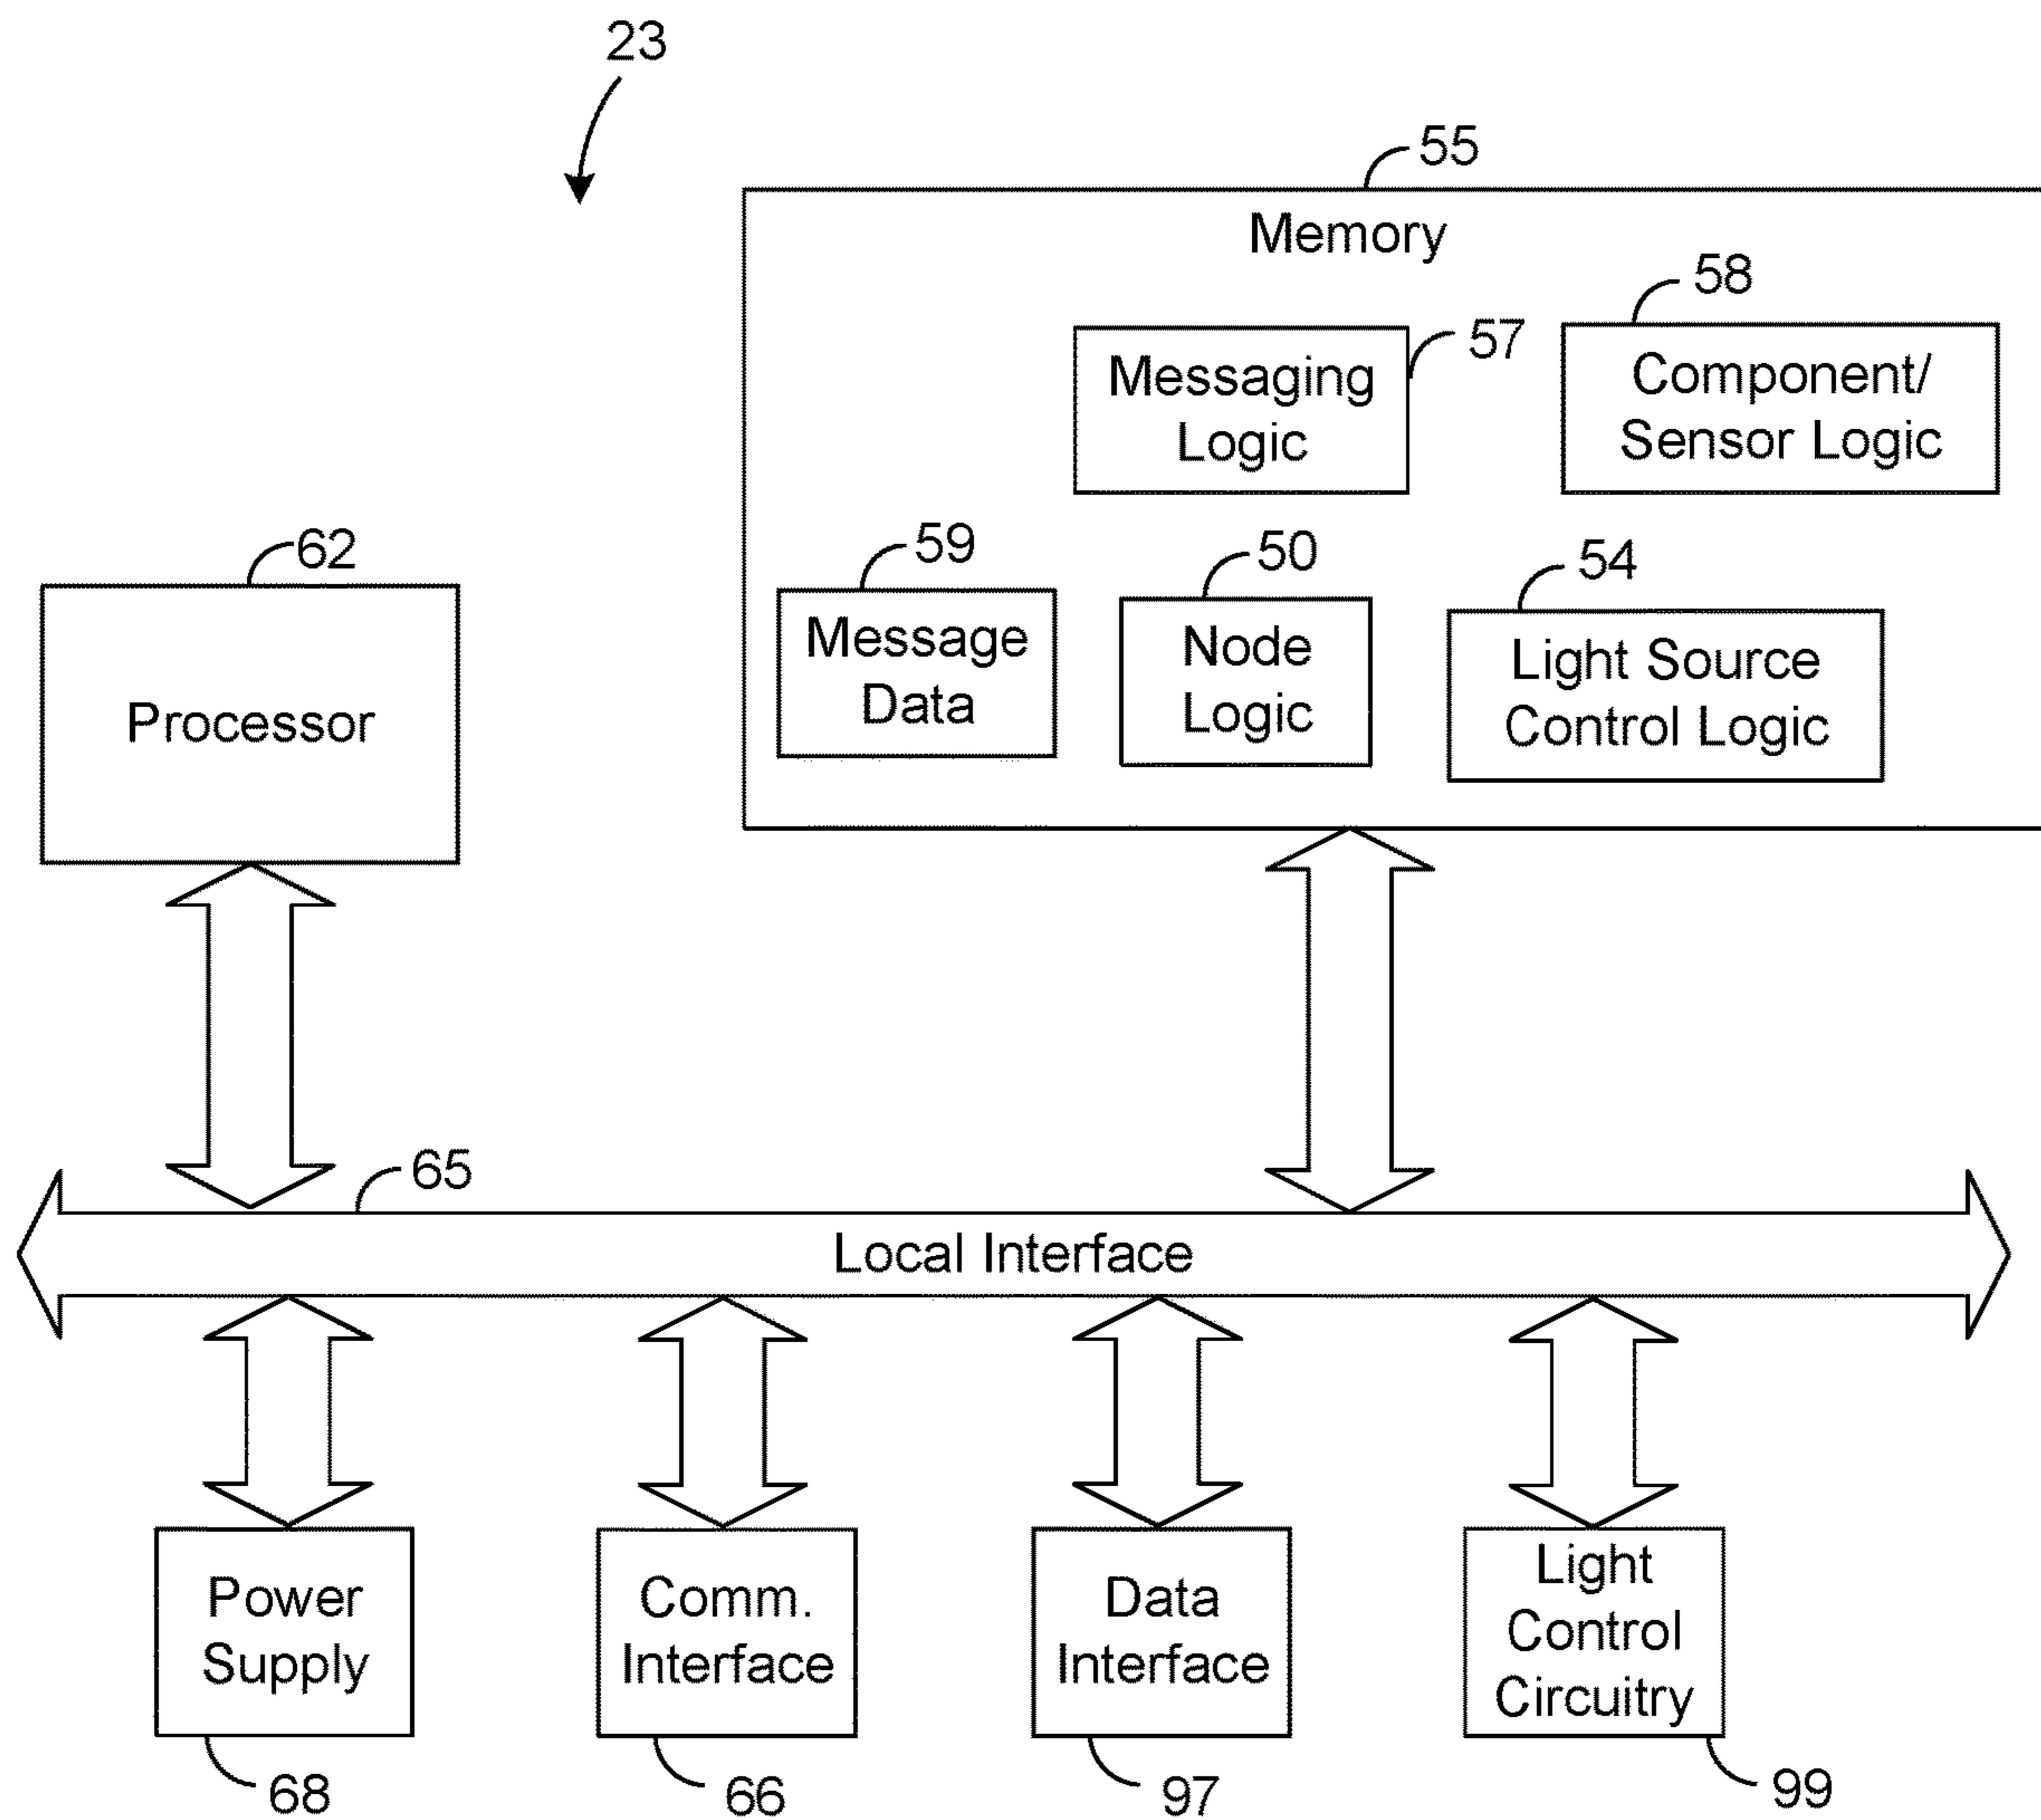 23
55
Memory
58
57
Messaging
Logic
Component/
Sensor Logic
62
59
50
54
Processor
Message
Data
Node
Logic
Light Source
Control Logic
65
Local Interface
Power
Supply
Comm.
Interface
Data
Interface
Light
Control
Circuitry
68
66
97
99